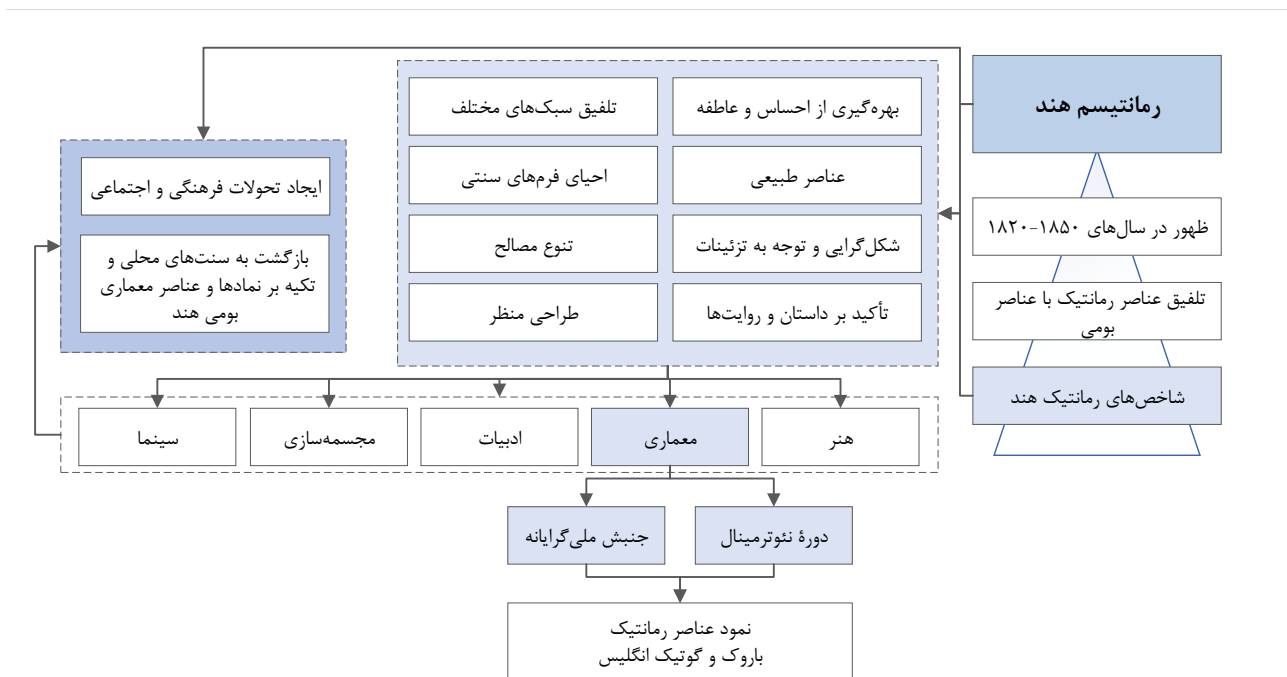 رمانتیسم هند
ظهور در سال‌های ۱۸۵۰-۱۸۲۰
تلفیق عناصر رمانتیک با عناصر
بومی
شاخص‌های رمانتیک هند
بهره‌گیری از احساس و عاطفه
تلفیق سبک‌های مختلف
عناصر طبیعی
احیای فرم‌های سنتی
شکل‌گرایی و توجه به تزئینات
تنوع مصالح
تأکید بر داستان و روایت‌ها
طراحی منظر
ایجاد تحولات فرهنگی و اجتماعی
بازگشت به سنت‌های محلی و
تکیه بر نمادها و عناصر معماری
بومی هند
هنر
معماری
ادبیات
مجسمه‌سازی
سینما
دورهٔ نئوترمینال
جنبش ملی‌گرایانه
نمود عناصر رمانتیک
باروک و گوتیک انگلیس